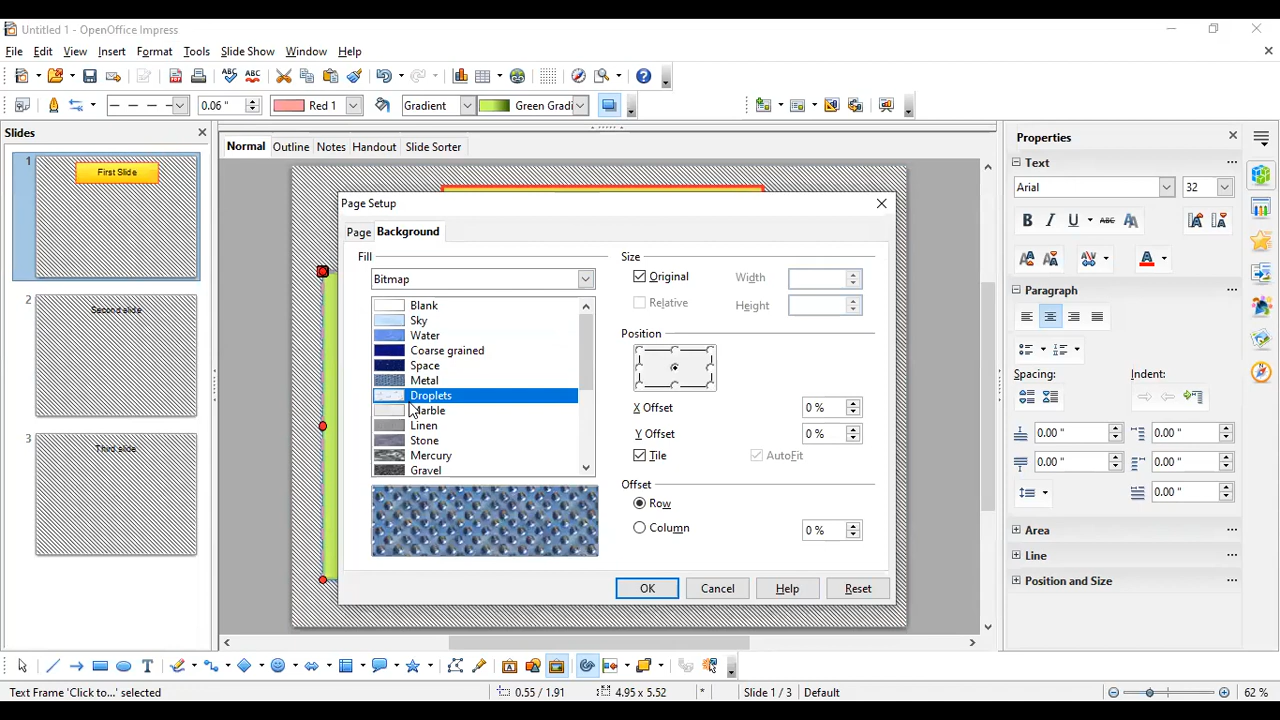 Untitled 1 - OpenOffice Impress
File Edit View Insert Format Tools Slide Show Window Help
0.06 " Red 1 Gradient Green Gradi
Slides
Normal Outline Notes Handout Slide Sorter
Properties
1
First Slide
2
Second slide
3
Third slide
Page Setup
Page Background
Fill
Bitmap
Blank
Sky
Water
Coarse grained
Space
Metal
Droplets
Marble
Linen
Stone
Mercury
Gravel
Size
Original Width
Relative Height
Position
X Offset 0 %
Y Offset 0 %
Tile AutoFit
Offset
Row
Column 0 %
OK Cancel Help Reset
Text
Arial 32
B I U ABC
Paragraph
Spacing: Indent:
0.00 " 0.00 "
0.00 " 0.00 "
0.00 "
Area
Line
Position and Size
Text Frame 'Click to...' selected 0.55 / 1.91 4.95 x 5.52 * Slide 1 / 3 Default 62 %